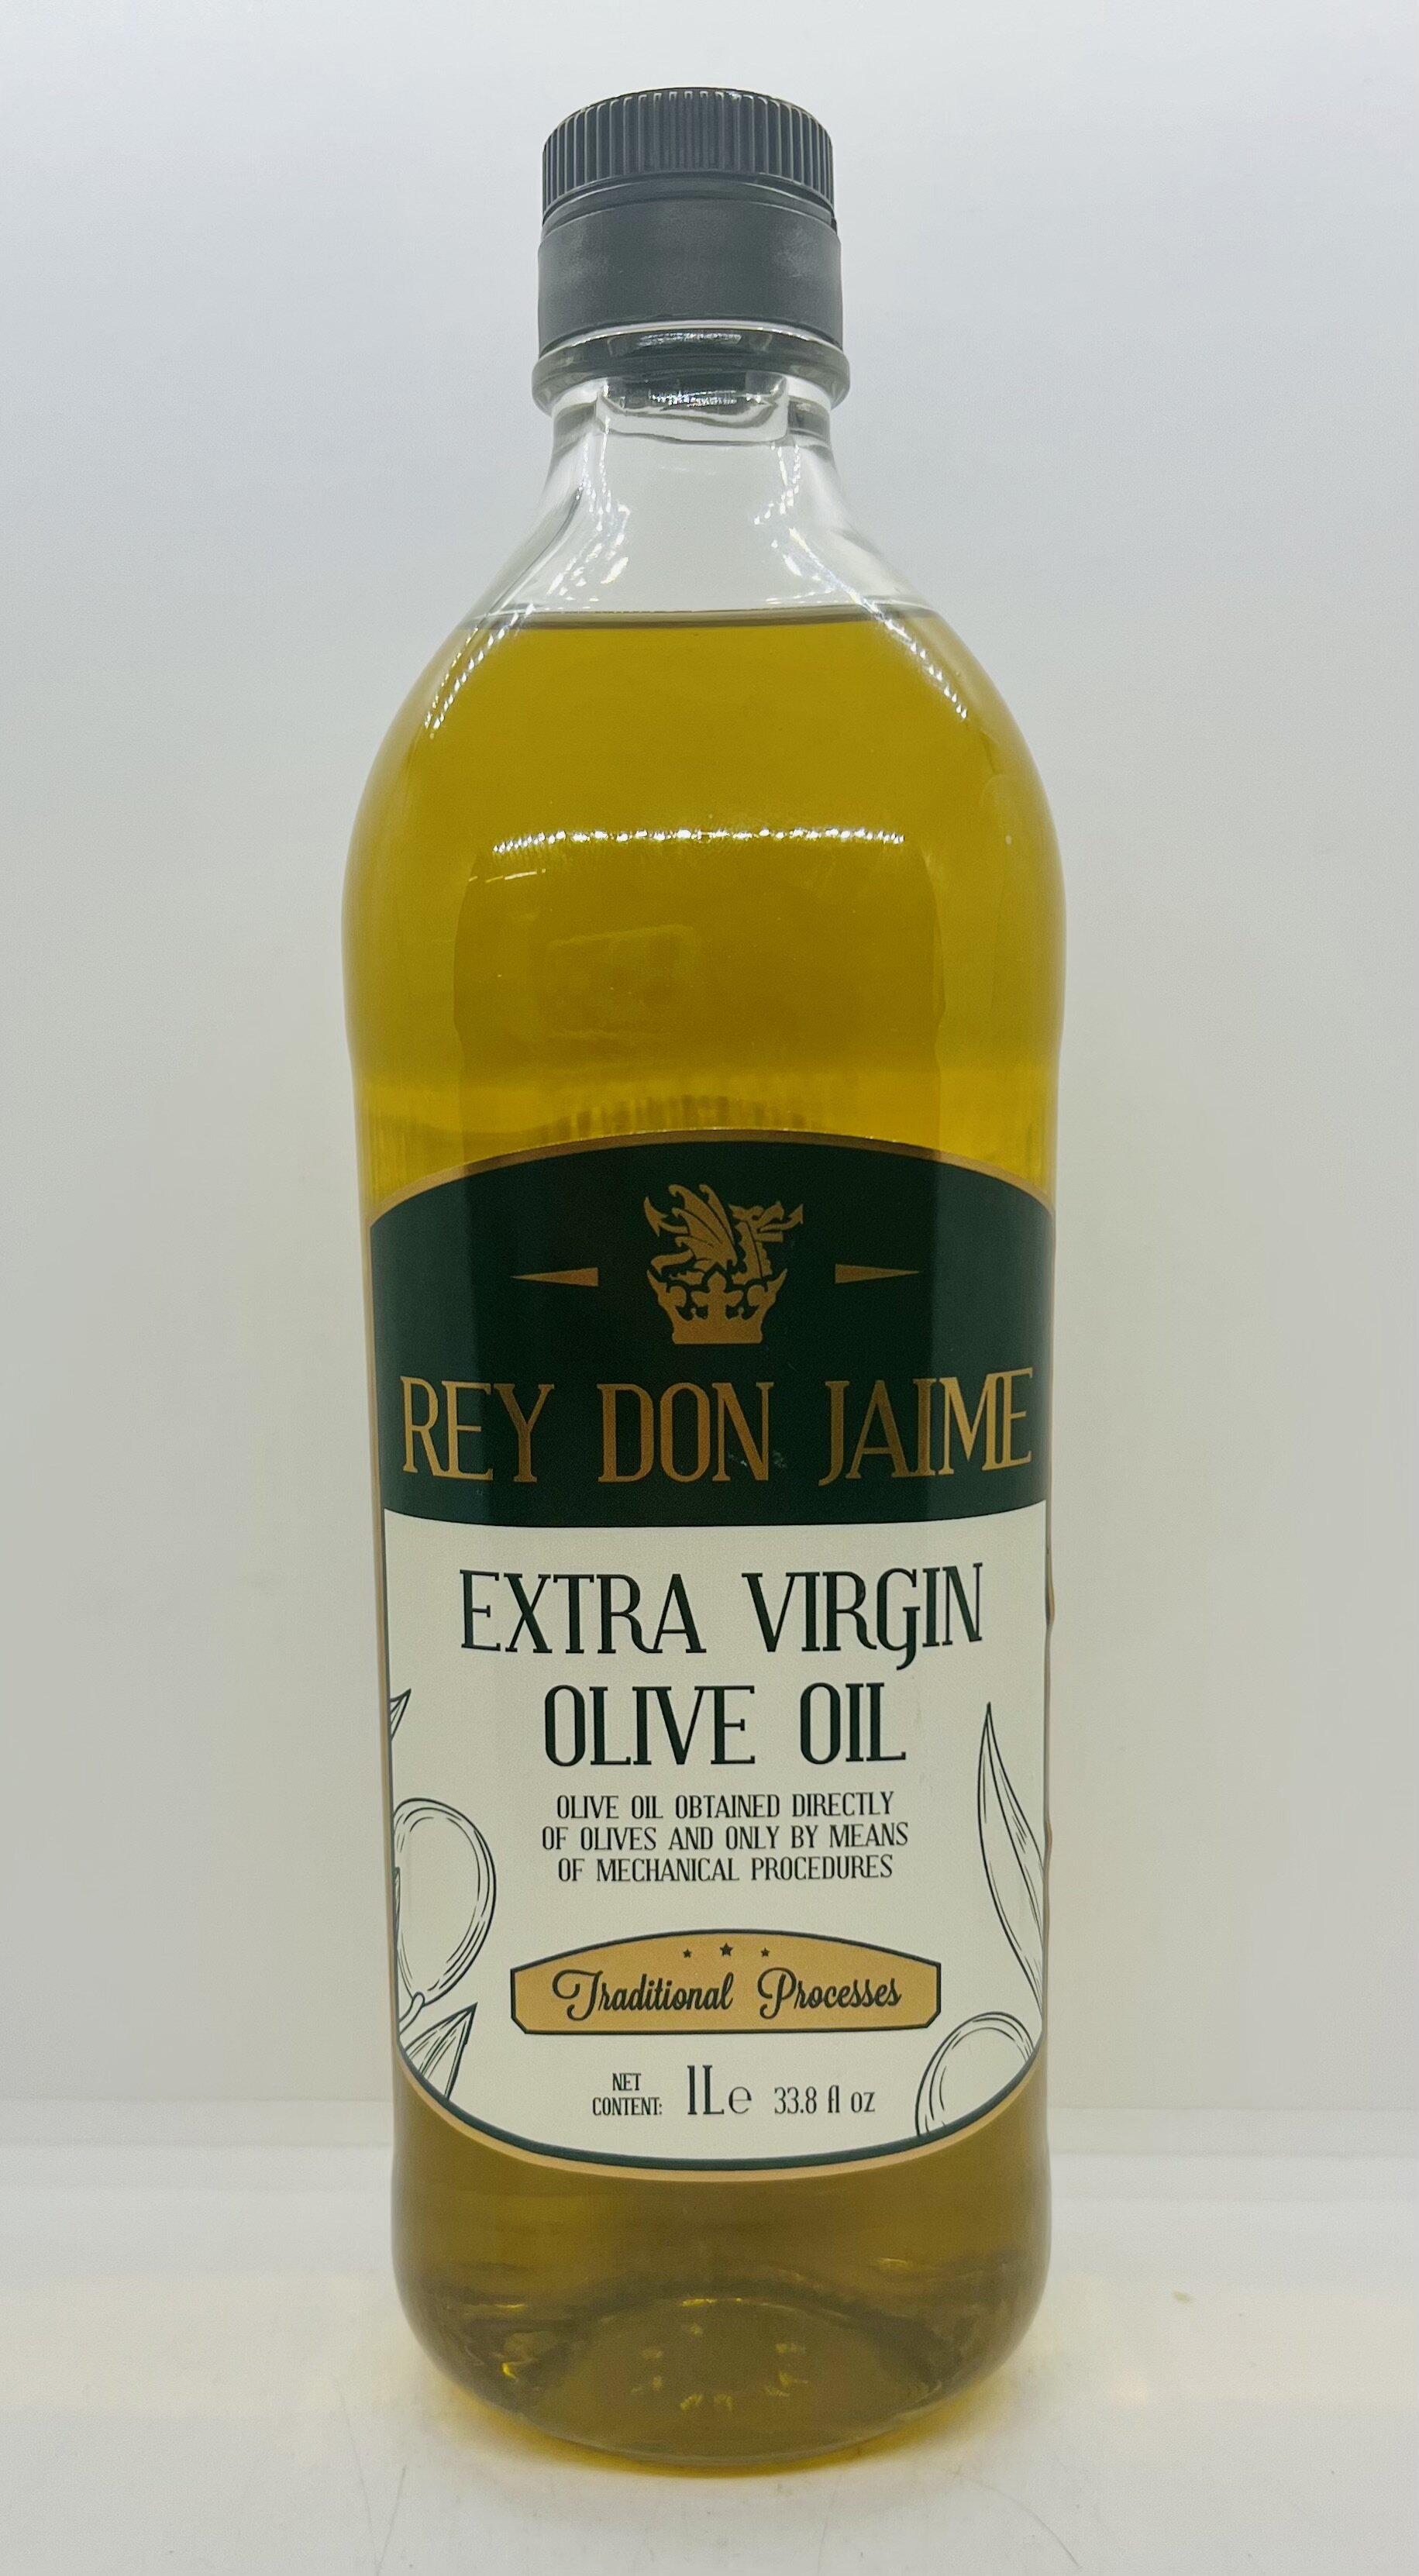 REY DON JAIME
EXTRA VIRGIN
OLIVE OIL
OLIVE OIL OBTAINED DIRECTLY
OF OLIVES AND ONLY BY MEANS
OF MECHANICAL PROCEDURES
Traditional Processes
NET
CONTENT: 1Le 33.8 fl oz